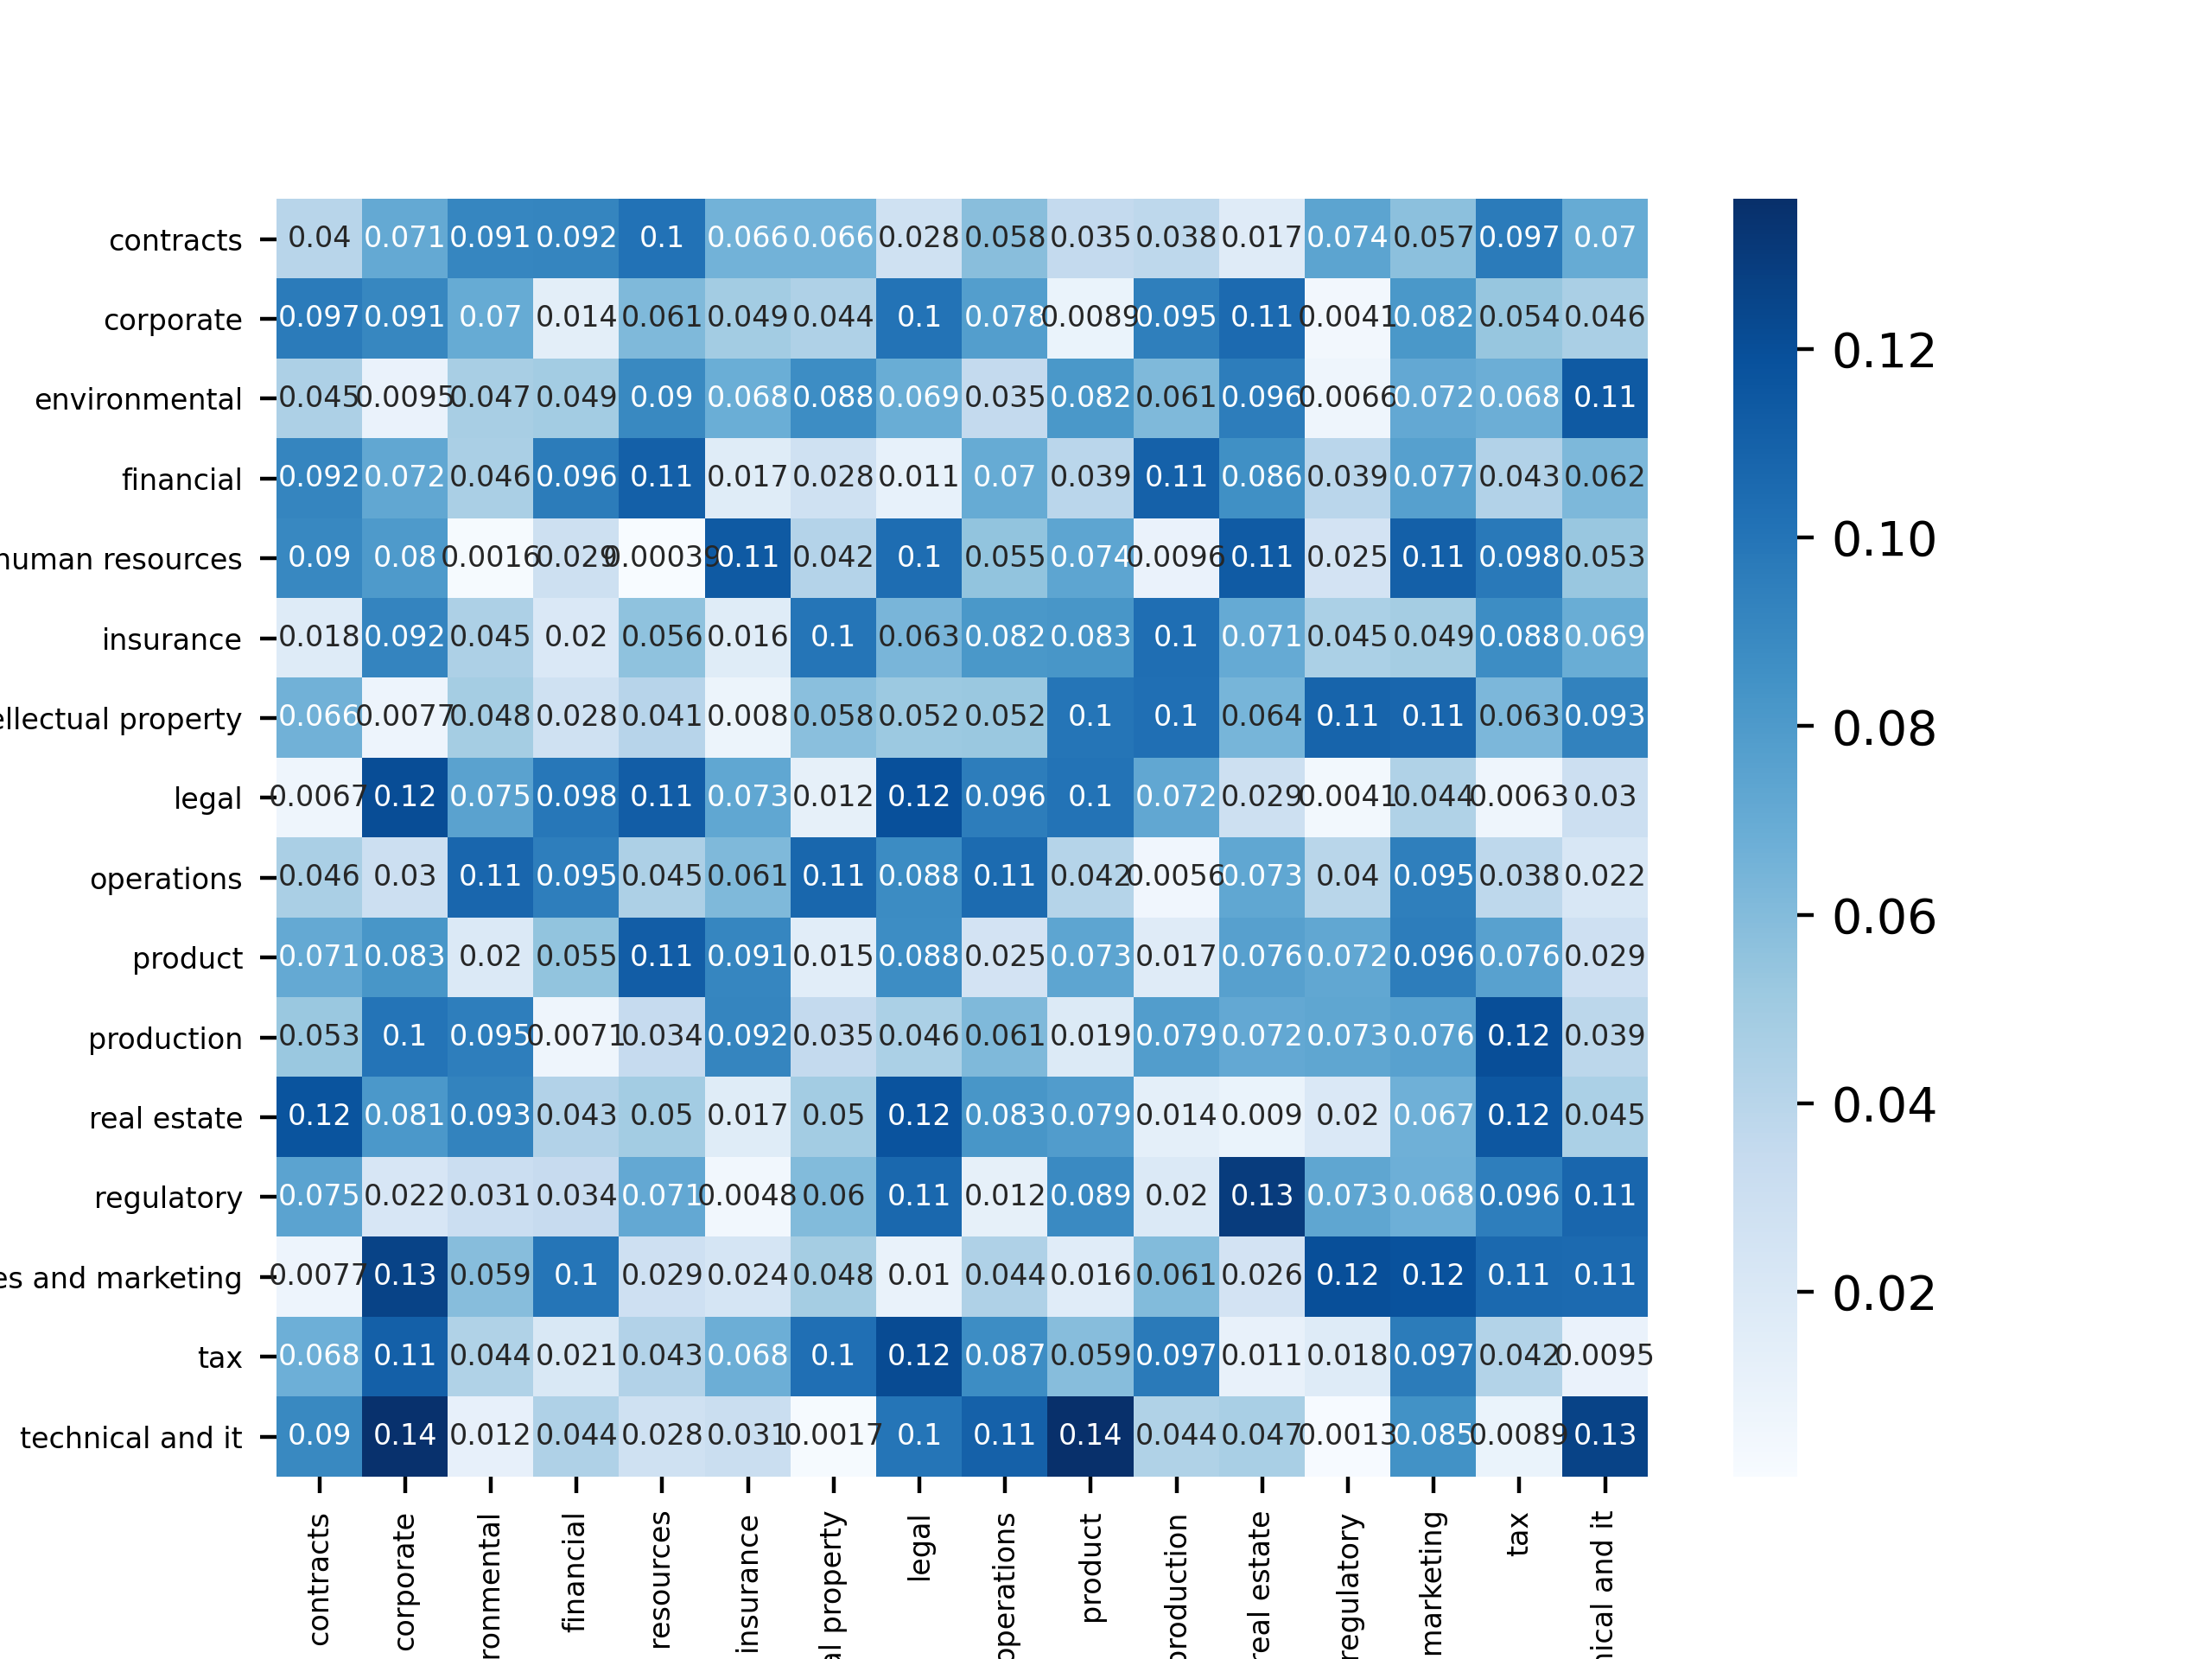 contracts 0.04 0.071 0.091 0.092 0.1 0.066 0.066 0.028 0.058 0.035 0.038 0.017 0.074 0.057 0.097 0.07
corporate 0.097 0.091 0.07 0.014 0.061 0.049 0.044 0.1 0.078 0.0089 0.095 0.11 0.0041 0.082 0.054 0.046
0.12
environmental 0.045 0.0095 0.047 0.049 0.09 0.068 0.088 0.069 0.035 0.082 0.061 0.096 0.0066 0.072 0.068 0.11
financial 0.092 0.072 0.046 0.096 0.11 0.017 0.028 0.011 0.07 0.039 0.11 0.086 0.039 0.077 0.043 0.062
0.10
human resources 0.09 0.08 0.0016 0.029 0.00039 0.11 0.042 0.1 0.055 0.074 0.0096 0.11 0.025 0.11 0.098 0.053
insurance 0.018 0.092 0.045 0.02 0.056 0.016 0.1 0.063 0.082 0.083 0.1 0.071 0.045 0.049 0.088 0.069
ellectual property 0.066 0.0077 0.048 0.028 0.041 0.008 0.058 0.052 0.052 0.1 0.1 0.064 0.11 0.11 0.063 0.093
0.08
legal 0.0067 0.12 0.075 0.098 0.11 0.073 0.012 0.12 0.096 0.1 0.072 0.029 0.0041 0.044 0.0063 0.03
operations 0.046 0.03 0.11 0.095 0.045 0.061 0.11 0.088 0.11 0.042 0.0056 0.073 0.04 0.095 0.038 0.022
0.06
product 0.071 0.083 0.02 0.055 0.11 0.091 0.015 0.088 0.025 0.073 0.017 0.076 0.072 0.096 0.076 0.029
production 0.053 0.1 0.095 0.0071 0.034 0.092 0.035 0.046 0.061 0.019 0.079 0.072 0.073 0.076 0.12 0.039
0.04
real estate 0.12 0.081 0.093 0.043 0.05 0.017 0.05 0.12 0.083 0.079 0.014 0.009 0.02 0.067 0.12 0.045
regulatory 0.075 0.022 0.031 0.034 0.071 0.0048 0.06 0.11 0.012 0.089 0.02 0.13 0.073 0.068 0.096 0.11
es and marketing 0.0077 0.13 0.059 0.1 0.029 0.024 0.048 0.01 0.044 0.016 0.061 0.026 0.12 0.12 0.11 0.11
0.02
tax 0.068 0.11 0.044 0.021 0.043 0.068 0.1 0.12 0.087 0.059 0.097 0.011 0.018 0.097 0.042 0.0095
technical and it 0.09 0.14 0.012 0.044 0.028 0.031 0.0017 0.1 0.11 0.14 0.044 0.047 0.0013 0.085 0.0089 0.13
contracts
corporate
ronmental
financial
resources
insurance
al property
legal
operations
product
production
real estate
regulatory
marketing
tax
nical and it